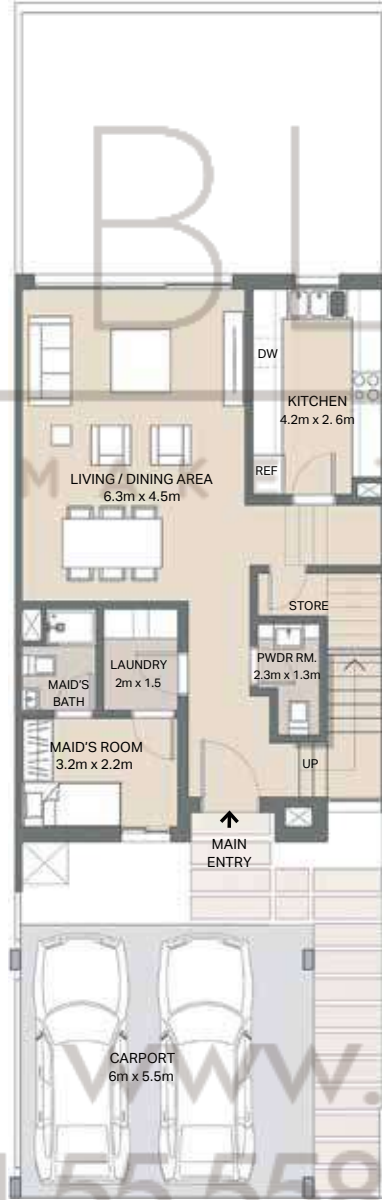 B
DW
KITCHEN
4.2m x 2. 6m
REF
LIVING / DINING AREA
6.3m x 4.5m
M A K E
STORE
LAUNDRY
2m x 1.5
PWDR RM.
2.3m x 1.3m
MAID'S
BATH
MAID'S ROOM
3.2m x 2.2m
UP
MAIN
ENTRY
CARPORT
6m x 5.5m
www.